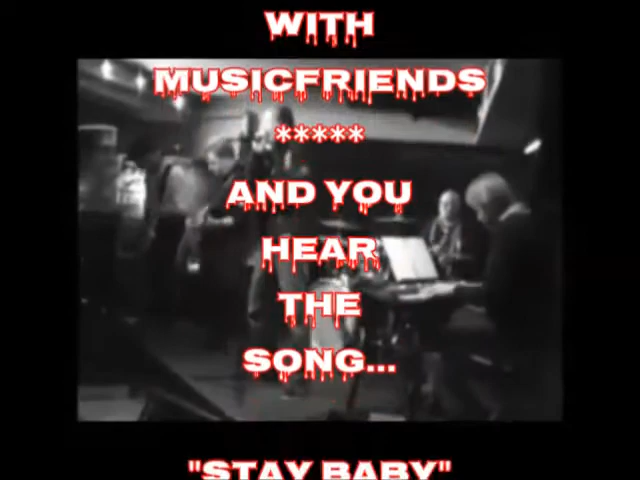 WITH
MUSICFRIENDS
*****
AND YOU
HEAR
THE
SONG...
"STAY BABY"